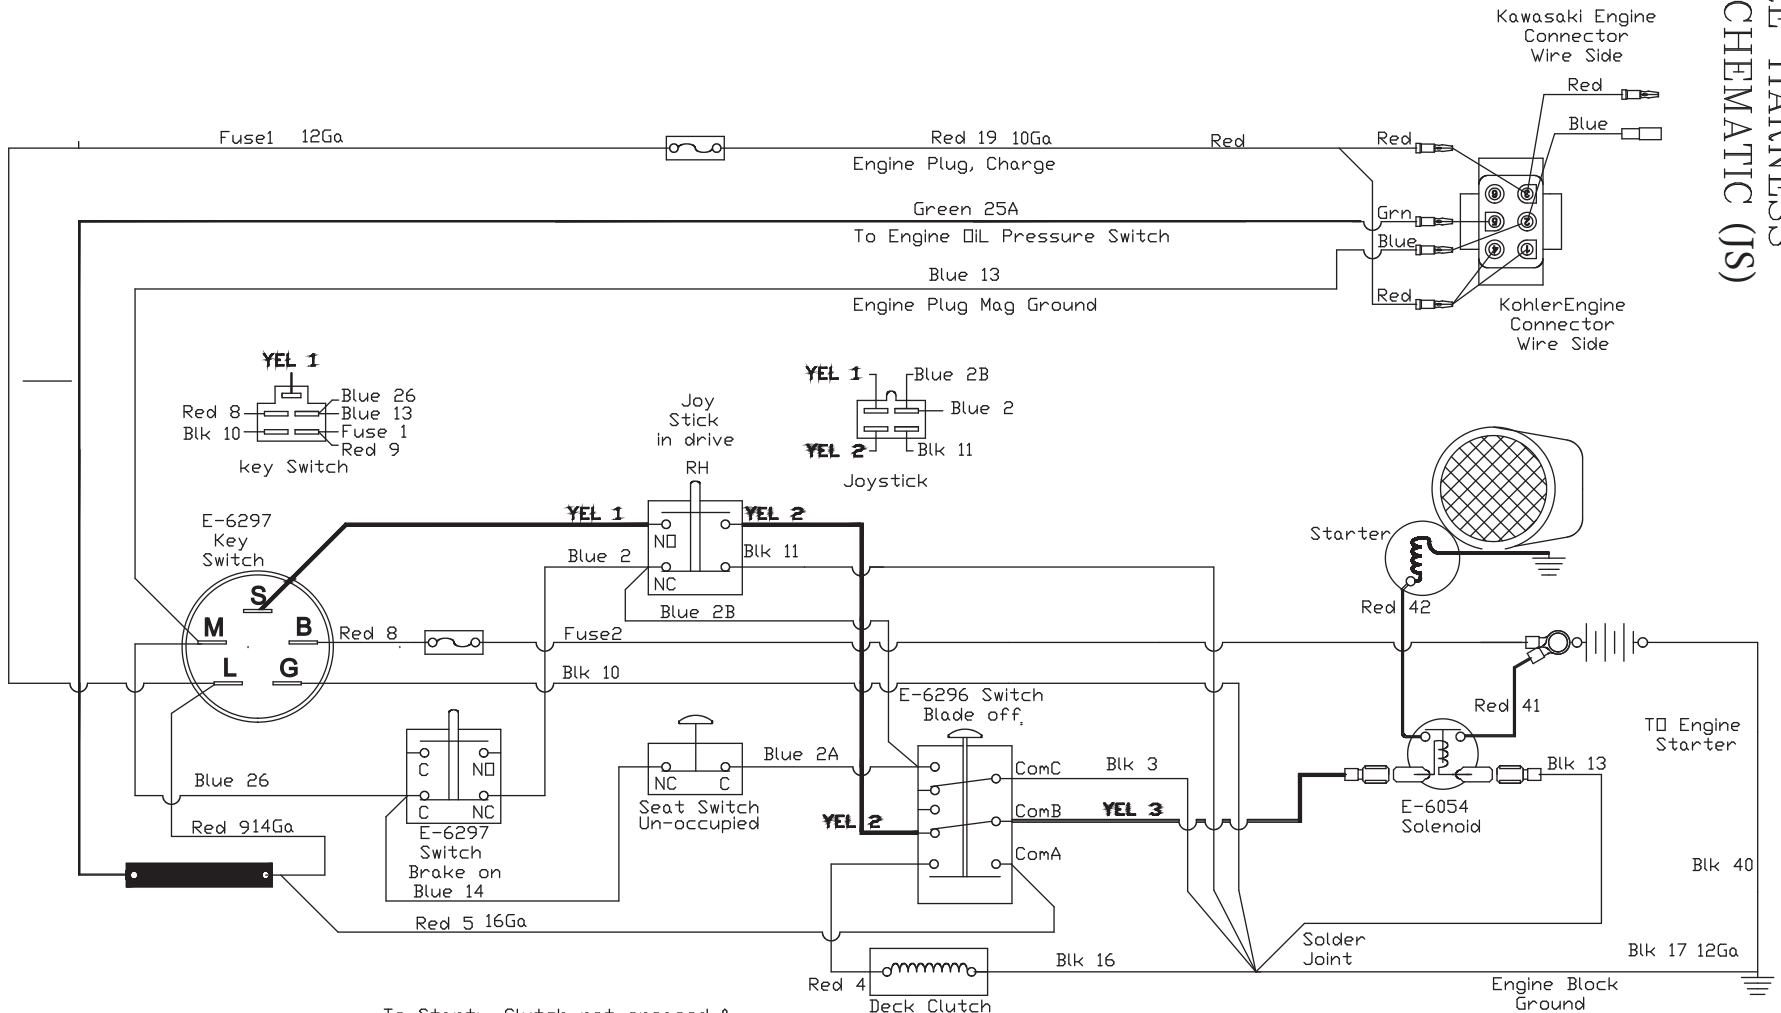 Kawasaki Engine
Connector
Wire Side
CHEMATIC (JS)
Red
Blue
Fuse1 12Ga
Red 19 10Ga
Red
Red
Engine Plug, Charge
Green 25A
Grn
To Engine OiL Pressure Switch
Blue
Blue 13
Engine Plug Mag Ground
Red
3
2
1
6
5
4
KohlerEngine
Connector
Wire Side
YEL 1
Red 8
Blk 10
Blue 26
Blue 13
Fuse 1
Red 9
key Switch
Joy
Stick
in drive
RH
YEL 1
Blue 2B
Blue 2
YEL 2
Blk 11
Joystick
E-6297
Key
Switch
YEL 1
YEL 2
NO
NC
Blue 2
Blk 11
Blue 2B
Starter
Red 42
S
M
B
L
G
Red 8
Fuse2
Blk 10
E-6296 Switch
Blade off
Red 41
TO Engine
Starter
C
NO
C
NC
Blue 26
E-6297
Switch
Brake on
Blue 14
Red 914Ga
NC
C
Seat Switch
Un-occupied
Blue 2A
YEL 2
ComC
ComB
ComA
Blk 3
YEL 3
Blk 13
E-6054
Solenoid
Blk 40
Red 5 16Ga
Red 4
Deck Clutch
Blk 16
Solder
Joint
Blk 17 12Ga
Engine Block
Ground